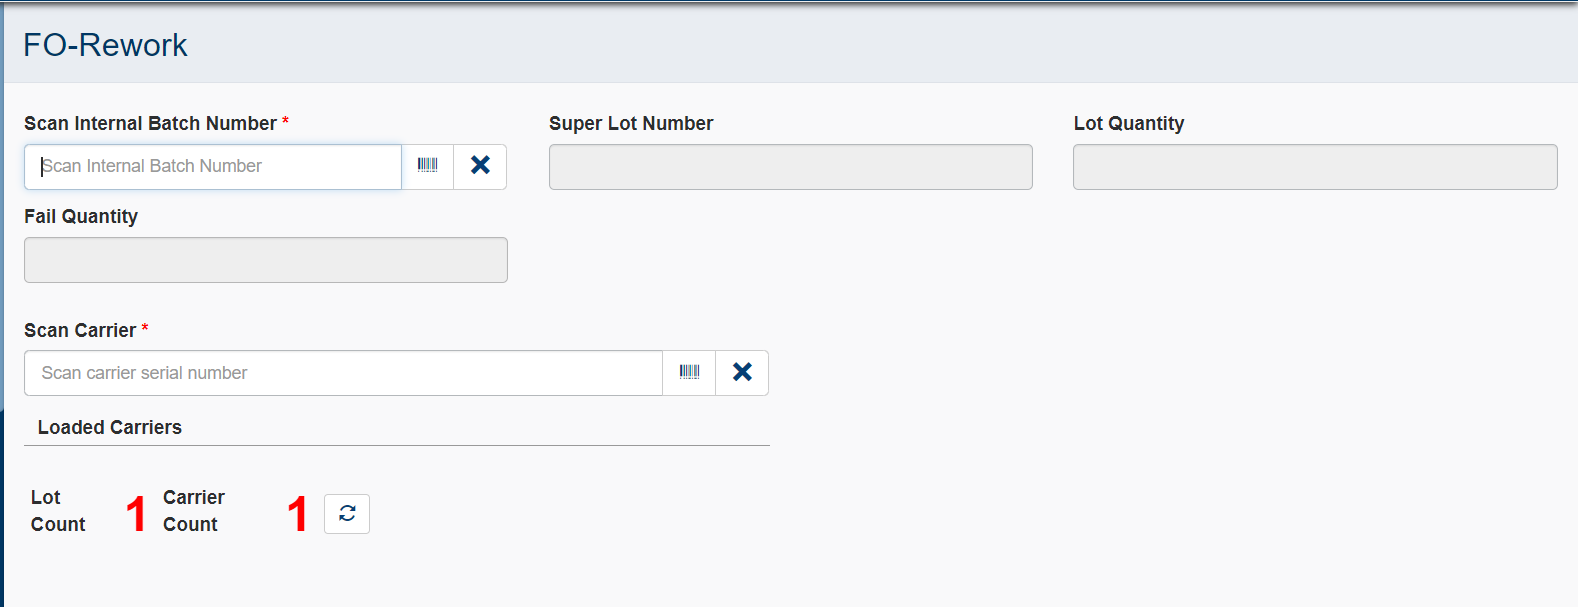 FO-Rework
Scan Internal Batch Number *
Super Lot Number
Lot Quantity
Scan Internal Batch Number
Fail Quantity
Scan Carrier *
Scan carrier serial number
Loaded Carriers
Lot Count
1
Carrier Count
1